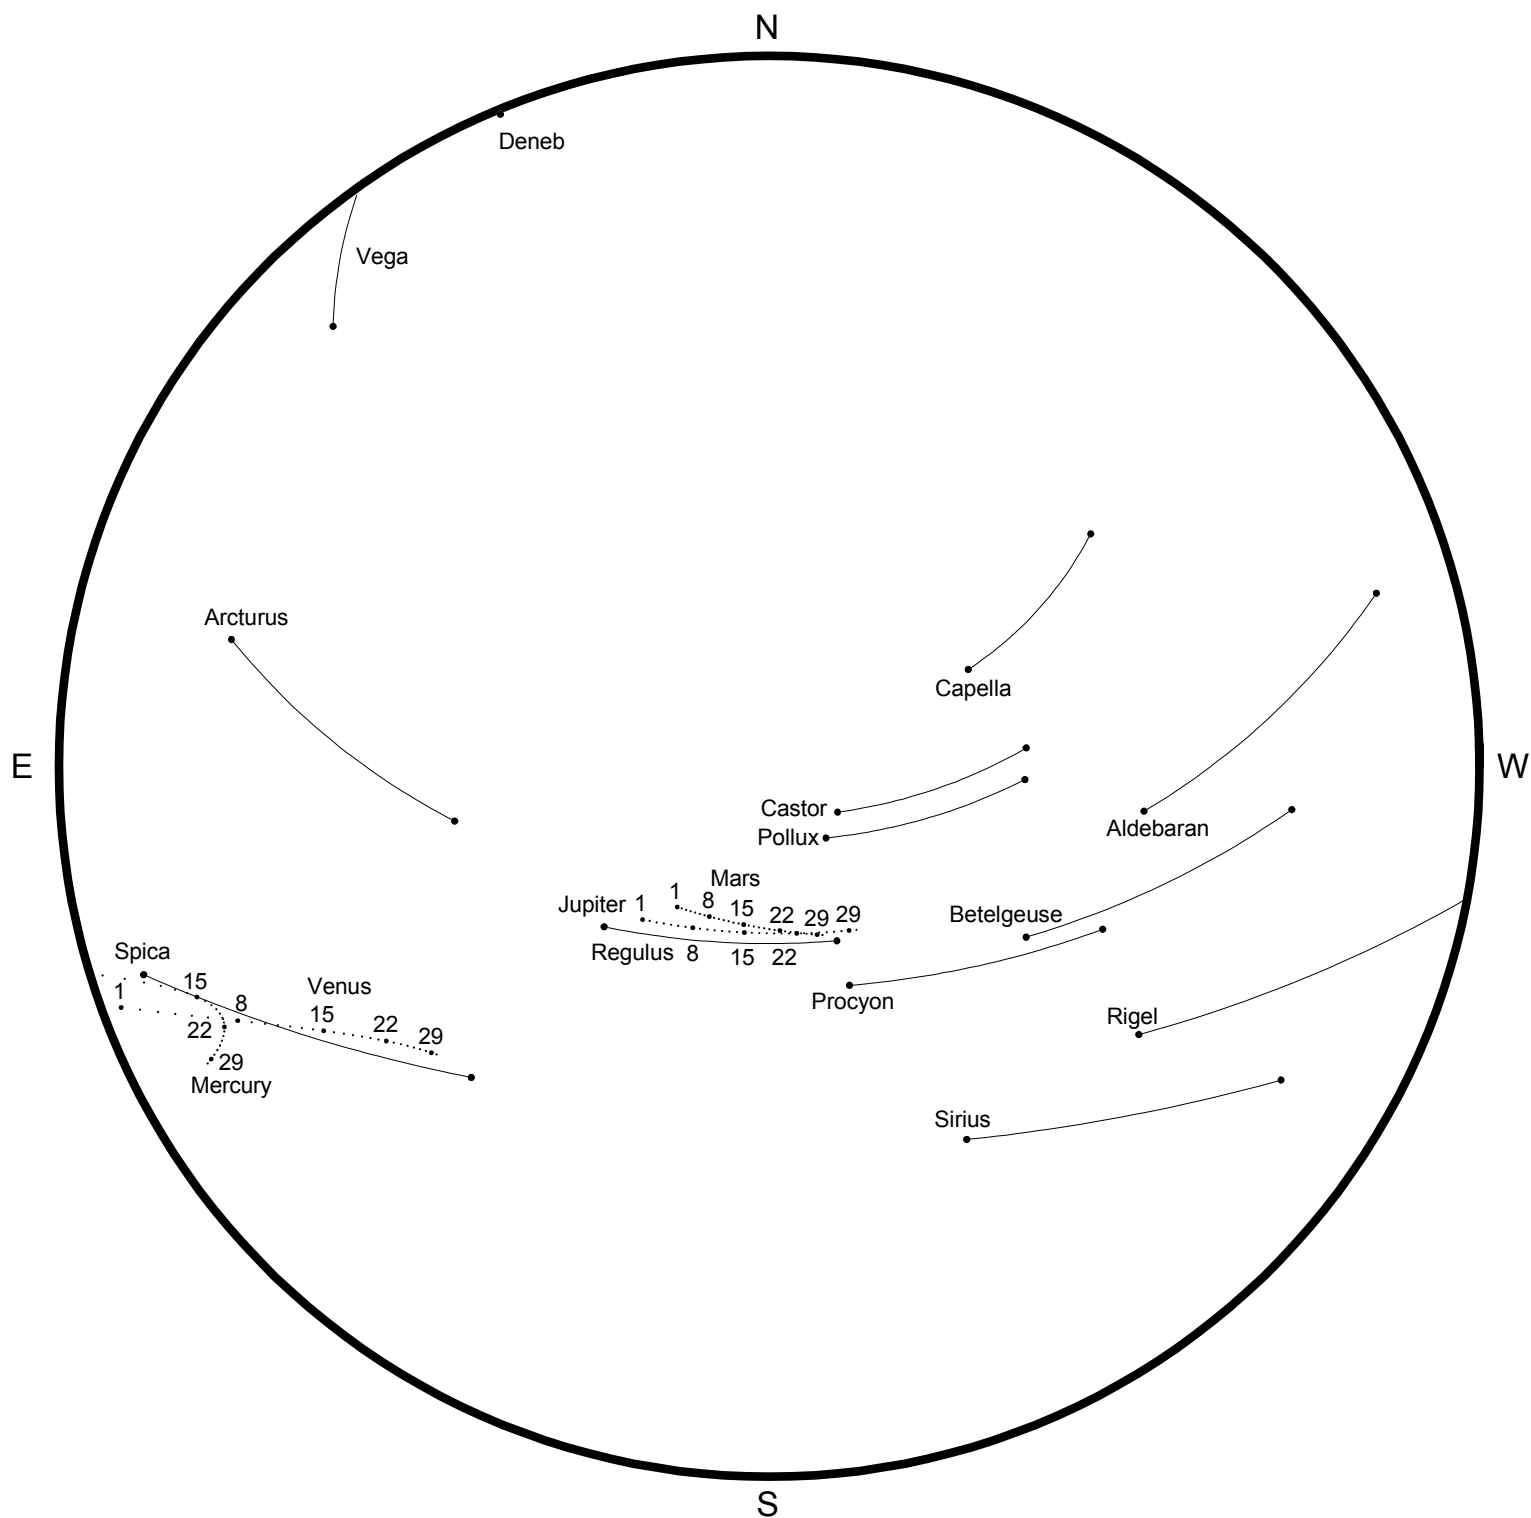 N
Deneb
Vega
Arcturus
E
W
Capella
Castor
Pollux
Aldebaran
Mars
1
8
15
22
29
29
Jupiter 1
Betelgeuse
Regulus 8
15
22
Spica
1
15
8
Venus
15
22
29
22
29
Mercury
Procyon
Rigel
Sirius
S